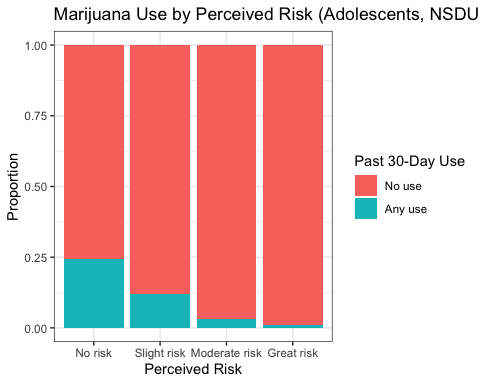 Marijuana Use by Perceived Risk (Adolescents, NSDU
1.00
0.75
0.50
0.25
0.00
Proportion
No risk Slight risk Moderate risk Great risk
Perceived Risk
Past 30-Day Use
No use
Any use